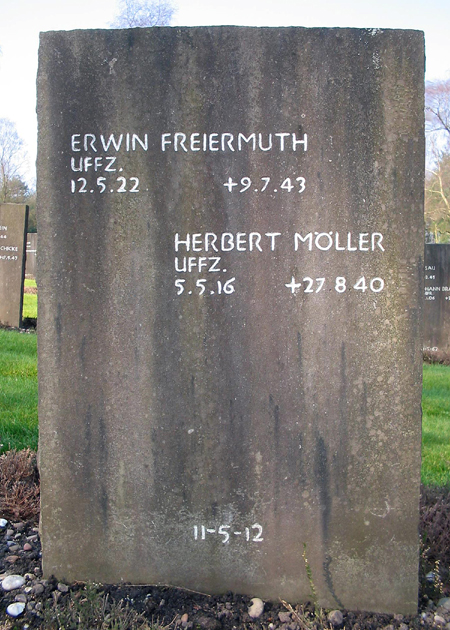 ERWIN FREIERMUTH
UFFZ.
12.5.22 +9.7.43
HERBERT MÖLLER
UFFZ.
5.5.16 +27 8 40
11-5-12